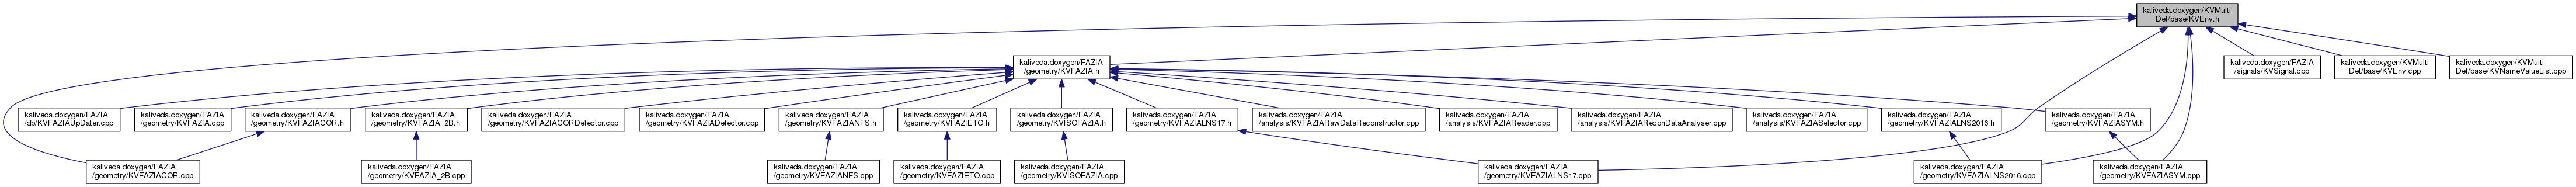 kaliveda.doxygen/KVMulti
Det/base/KVEnv.h
kaliveda.doxygen/FAZIA
/geometry/KVFAZIA.h
kaliveda.doxygen/FAZIA
/signals/KVSignal.cpp
kaliveda.doxygen/KVMulti
Det/base/KVEnv.cpp
kaliveda.doxygen/KVMulti
Det/base/KVNameValueList.cpp
kaliveda.doxygen/FAZIA
/db/KVFAZIAUpDater.cpp
kaliveda.doxygen/FAZIA
/geometry/KVFAZIA.cpp
kaliveda.doxygen/FAZIA
/geometry/KVFAZIACOR.h
kaliveda.doxygen/FAZIA
/geometry/KVFAZIA_2B.h
kaliveda.doxygen/FAZIA
/geometry/KVFAZIACORDetector.cpp
kaliveda.doxygen/FAZIA
/geometry/KVFAZIADetector.cpp
kaliveda.doxygen/FAZIA
/geometry/KVFAZIANFS.h
kaliveda.doxygen/FAZIA
/geometry/KVFAZIETO.h
kaliveda.doxygen/FAZIA
/geometry/KVISOFAZIA.h
kaliveda.doxygen/FAZIA
/geometry/KVFAZIALNS17.h
kaliveda.doxygen/FAZIA
/analysis/KVFAZIARawDataReconstructor.cpp
kaliveda.doxygen/FAZIA
/analysis/KVFAZIAReader.cpp
kaliveda.doxygen/FAZIA
/analysis/KVFAZIAReconDataAnalyser.cpp
kaliveda.doxygen/FAZIA
/analysis/KVFAZIASelector.cpp
kaliveda.doxygen/FAZIA
/geometry/KVFAZIALNS2016.h
kaliveda.doxygen/FAZIA
/geometry/KVFAZIASYM.h
kaliveda.doxygen/FAZIA
/geometry/KVFAZIACOR.cpp
kaliveda.doxygen/FAZIA
/geometry/KVFAZIA_2B.cpp
kaliveda.doxygen/FAZIA
/geometry/KVFAZIANFS.cpp
kaliveda.doxygen/FAZIA
/geometry/KVFAZIETO.cpp
kaliveda.doxygen/FAZIA
/geometry/KVISOFAZIA.cpp
kaliveda.doxygen/FAZIA
/geometry/KVFAZIALNS17.cpp
kaliveda.doxygen/FAZIA
/geometry/KVFAZIALNS2016.cpp
kaliveda.doxygen/FAZIA
/geometry/KVFAZIASYM.cpp